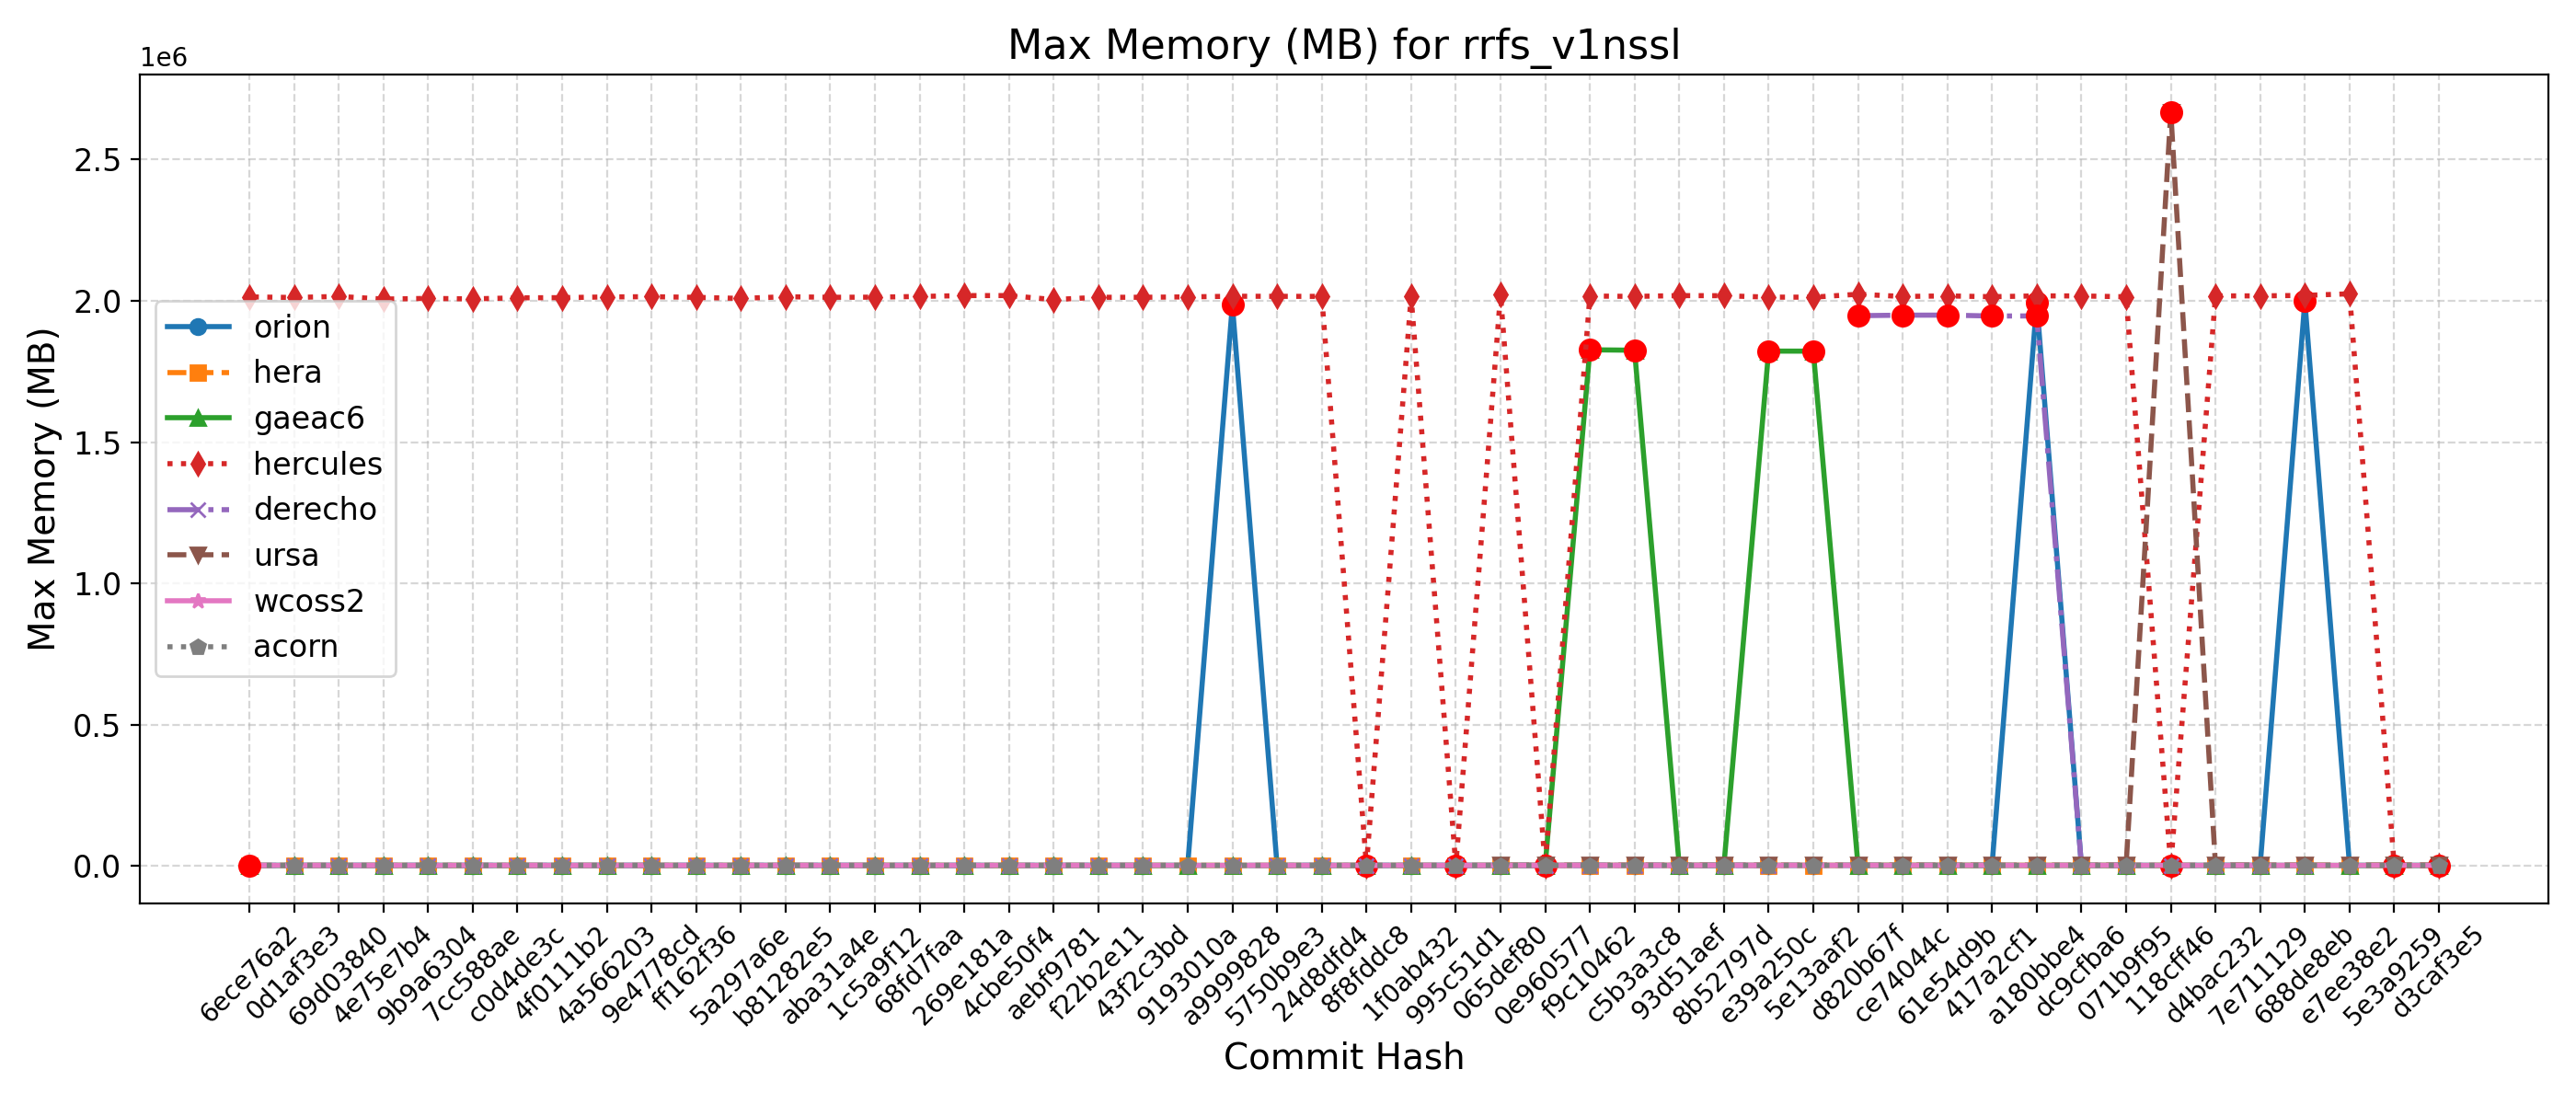 Max Memory (MB) for rrfs_v1nssl
1e6
2.5
2.0
1.5
1.0
0.5
0.0
Max Memory (MB)
orion
hera
gaeac6
hercules
derecho
ursa
wcoss2
acorn
6ece76a2
0d1af3e3
69d03840
4e75e7b4
9b9a6304
7cc588ae
c0d4de3c
4f0111b2
4a566203
9e4778cd
ff162f36
5a297a6e
b81282e5
aba31a4e
1c5a9f12
68fd7faa
269e181a
4cbe50f4
aebf9781
f22b2e11
43f2c3bd
9193010a
a9999828
5750b9e3
24d8dfd4
8f8fddc8
1f0ab432
995c51d1
065def80
0e960577
f9c10462
c5b3a3c8
93d51aef
8b52797d
e39a250c
5e13aaf2
d820b67f
ce74044c
61e54d9b
417a2cf1
a180bbe4
dc9cfba6
071b9f95
118cff46
d4bac232
7e711129
688de8eb
e7ee38e2
5e3a9259
d3caf3e5
Commit Hash